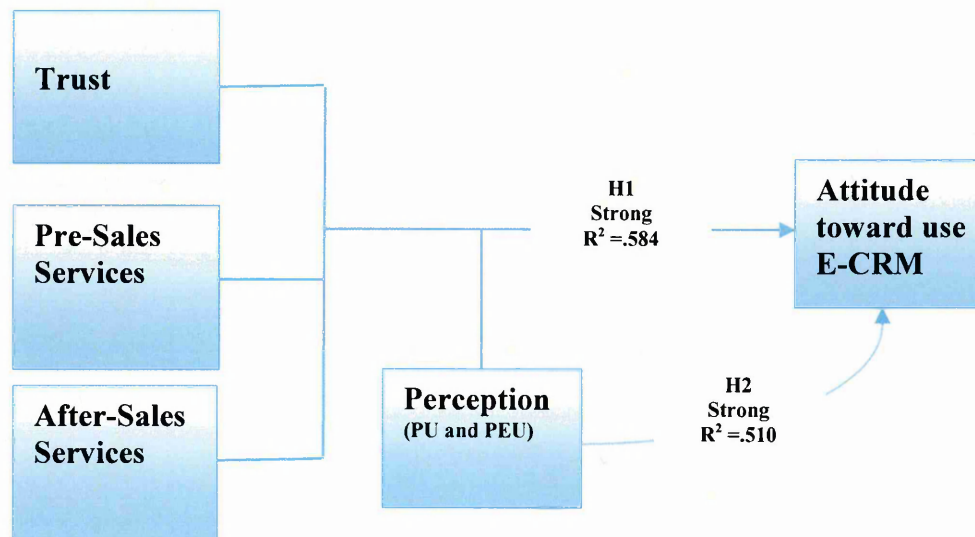 Trust
Pre-Sales
Services
After-Sales
Services
Perception
(PU and PEU)
H1
Strong
R² =.584
H2
Strong
R² =.510
Attitude
toward use
E-CRM